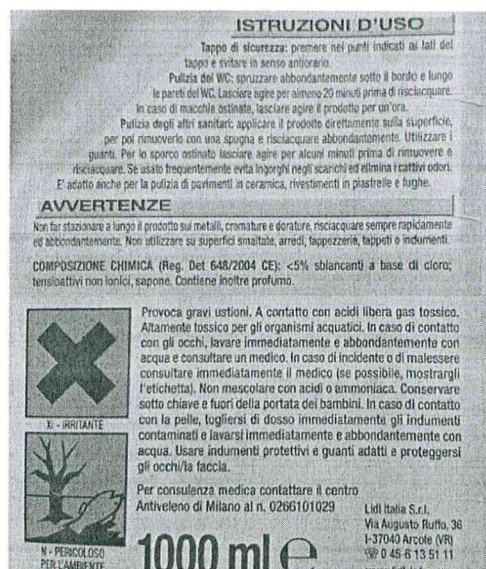 ISTRUZIONI D'USO
Tappo di sicurezza: premere nei punti indicati ai lati del
tappo e svitare in senso antiorario.
Pulizia del WC: spruzzare abbondantemente sotto il bordo e lungo
le pareti del WC. Lasciare agire per almeno 20 minuti prima di risciacquare.
In caso di macchie ostinate, lasciare agire il prodotto per un'ora.
Pulizia degli altri sanitari: applicare il prodotto direttamente sulla superficie,
per poi rimuoverlo con una spugna e risciacquare abbondantemente. Utilizzare i
guanti. Per lo sporco ostinato lasciare agire per alcuni minuti prima di rimuovere e
risciacquare. Se usato frequentemente evita ingorghi negli scarichi ed elimina i cattivi odori.
E' adatto anche per la pulizia di pavimenti in ceramica, rivestimenti in piastrelle e fughe.
AVVERTENZE
Non far stazionare a lungo il prodotto sui metalli, cromature e dorature, risciacquare sempre rapidamente
ed abbondantemente. Non utilizzare su superfici smaltate, arredi, tappezzerie, tappeti o indumenti.
COMPOSIZIONE CHIMICA (Reg. Det 648/2004 CE): <5% sbiancanti a base di cloro;
tensioattivi non ionici, sapone. Contiene inoltre profumo.
Provoca gravi ustioni. A contatto con acidi libera gas tossico.
Altamente tossico per gli organismi acquatici. In caso di contatto
con gli occhi, lavare immediatamente e abbondantemente con
acqua e consultare un medico. In caso di incidente o di malessere
consultare immediatamente il medico (se possibile, mostrargli
l'etichetta). Non mescolare con acidi o ammoniaca. Conservare
sotto chiave e fuori della portata dei bambini. In caso di contatto
con la pelle, togliersi di dosso immediatamente gli indumenti
contaminati e lavarsi immediatamente e abbondantemente con
acqua. Usare indumenti protettivi e guanti adatti e proteggersi
gli occhi/la faccia.
Xi - IRRITANTE
Per consulenza medica contattare il centro
Antiveleno di Milano al n. 0266101029
N - PERICOLOSO
PER L'AMBIENTE
1000 ml e
Lidl Italia S.r.l.
Via Augusto Ruffo, 36
I-37040 Arcole (VR)
☏ 0 45 6 13 51 11